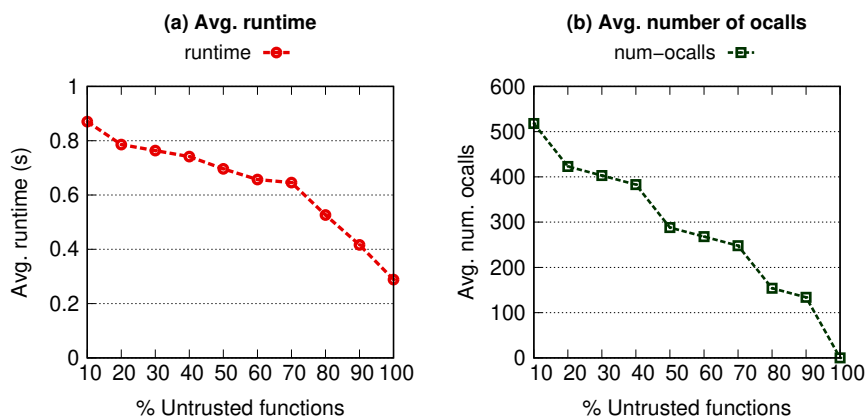 (a) Avg. runtime
runtime
Avg. runtime (s)
1
0.8
0.6
0.4
0.2
0
10 20 30 40 50 60 70 80 90 100
% Untrusted functions
(b) Avg. number of ocalls
num-ocalls
Avg. num. ocalls
600
500
400
300
200
100
0
10 20 30 40 50 60 70 80 90 100
% Untrusted functions